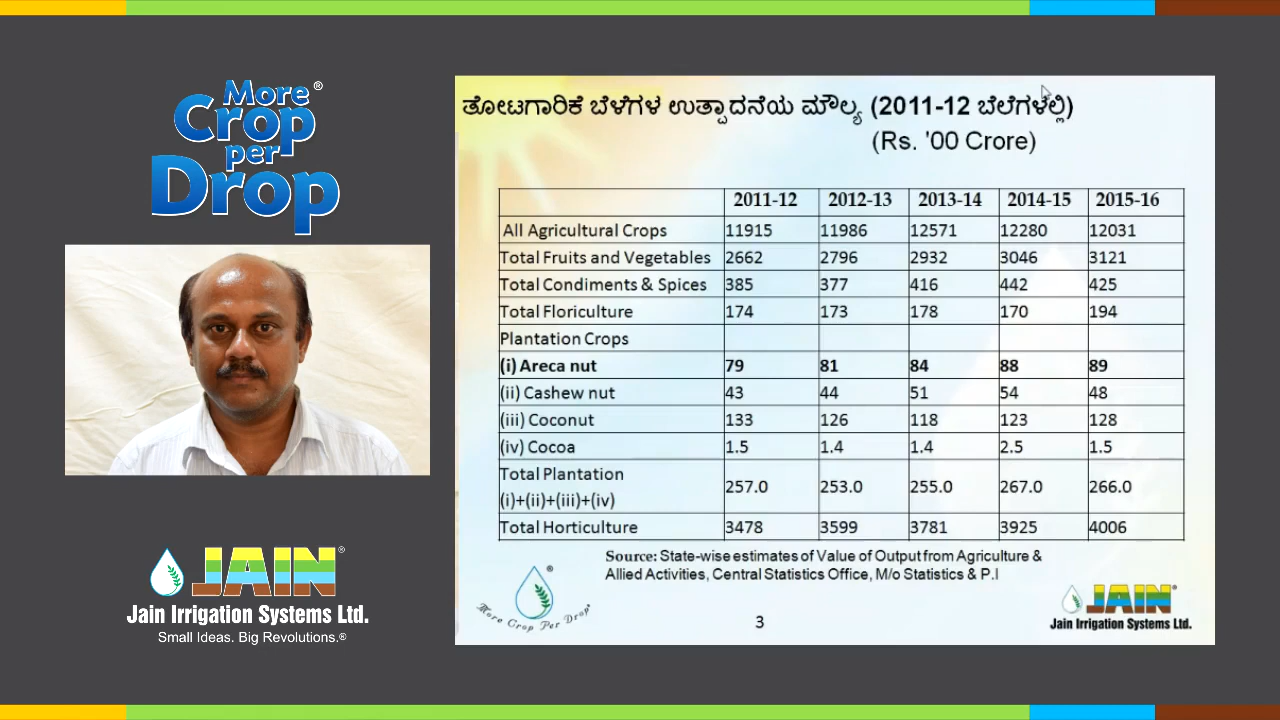 More®
Crop
per
Drop
JAIN®
Jain Irrigation Systems Ltd.
Small Ideas. Big Revolutions.®
ತೋಟಗಾರಿಕೆ ಬೆಳೆಗಳ ಉತ್ಪಾದನೆಯ ಮೌಲ್ಯ (2011-12 ಬೆಲೆಗಳಲ್ಲಿ)
(Rs. '00 Crore)
2011-12 2012-13 2013-14 2014-15 2015-16
All Agricultural Crops 11915 11986 12571 12280 12031
Total Fruits and Vegetables 2662 2796 2932 3046 3121
Total Condiments & Spices 385 377 416 442 425
Total Floriculture 174 173 178 170 194
Plantation Crops
(i) Areca nut 79 81 84 88 89
(ii) Cashew nut 43 44 51 54 48
(iii) Coconut 133 126 118 123 128
(iv) Cocoa 1.5 1.4 1.4 2.5 1.5
Total Plantation
(i)+(ii)+(iii)+(iv) 257.0 253.0 255.0 267.0 266.0
Total Horticulture 3478 3599 3781 3925 4006
Source: State-wise estimates of Value of Output from Agriculture &
Allied Activities, Central Statistics Office, M/o Statistics & P.I
More Crop Per Drop®
3
JAIN®
Jain Irrigation Systems Ltd.